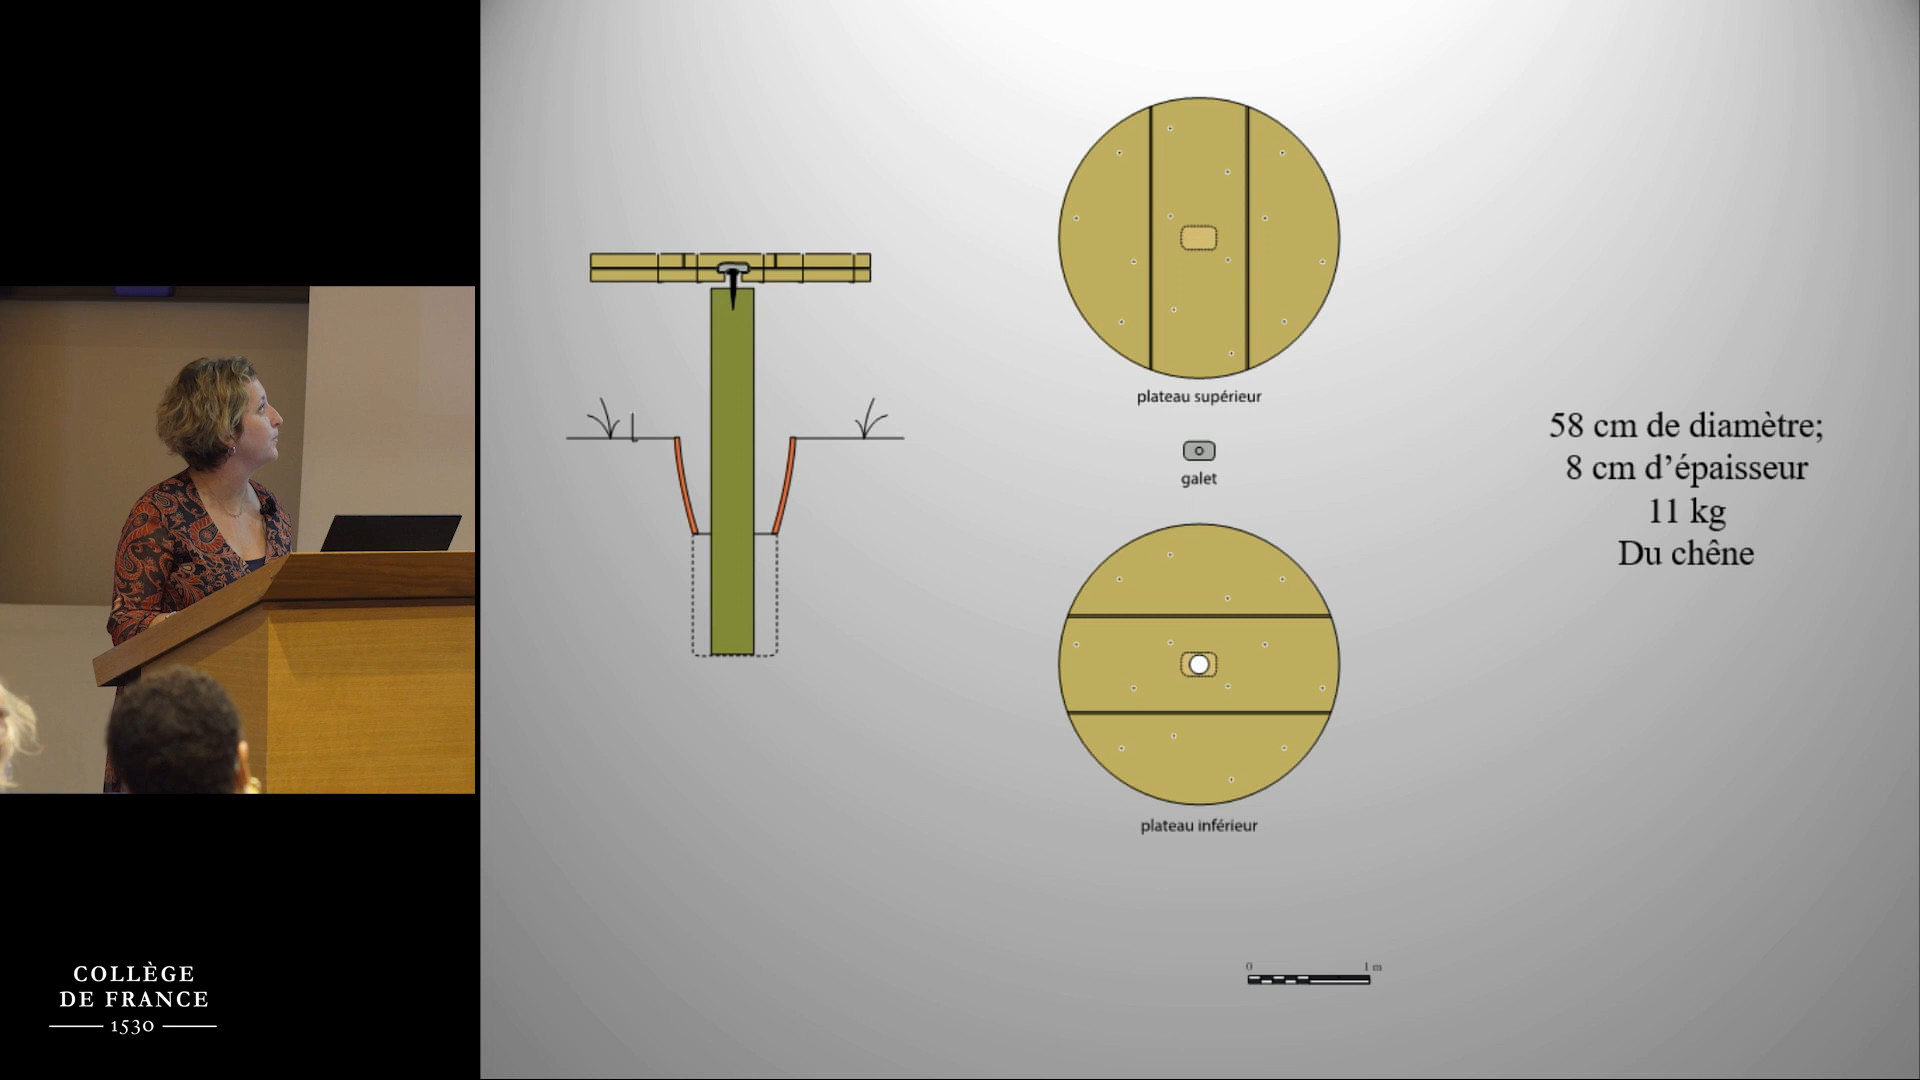 plateau supérieur
galet
plateau inférieur
58 cm de diamètre;
8 cm d’épaisseur
11 kg
Du chêne
0 1 m
COLLÈGE
DE FRANCE
1530